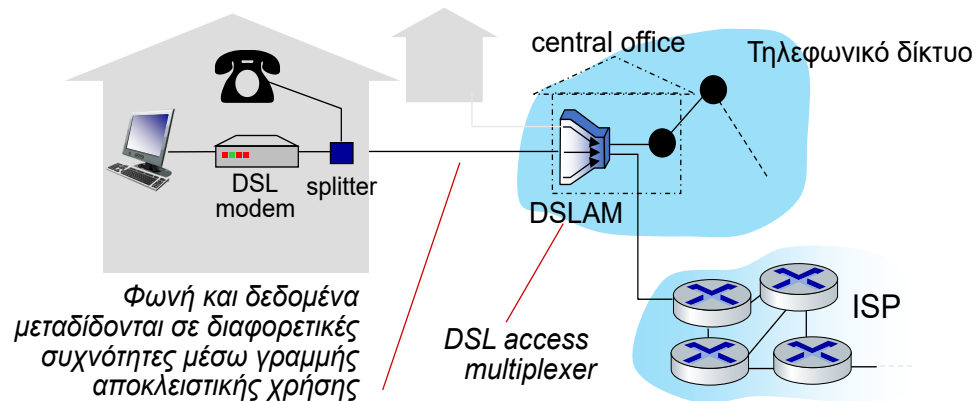 central office
Τηλεφωνικό δίκτυο
DSL
modem
splitter
DSLAM
Φωνή και δεδομένα
μεταδίδονται σε διαφορετικές
συχνότητες μέσω γραμμής
αποκλειστικής χρήσης
DSL access
multiplexer
ISP